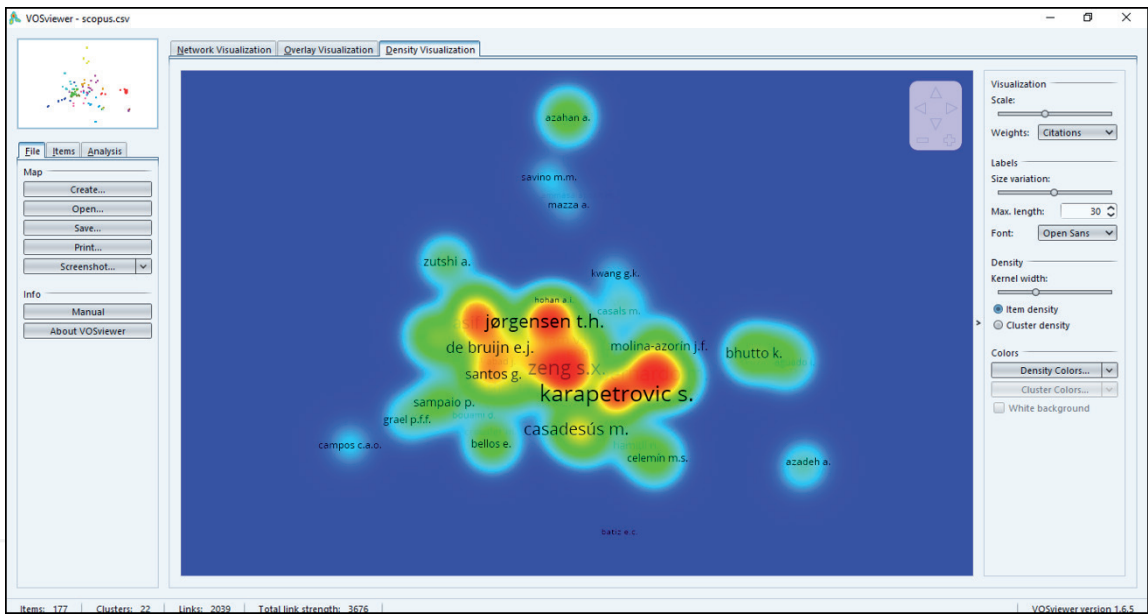 VOSviewer - scopus.csv
Network Visualization Overlay Visualization Density Visualization
File Items Analysis
Map
Create...
Open...
Save...
Print...
Screenshot...
Info
Manual
About VOSviewer
azahan a.
savino m.m.
mazza a.
zutshi a.
kwang g.k.
hohan a.i.
casals m.
jørgensen t.h.
de bruijn e.j.
molina-azorín j.f.
bhutto k.
santos g.
zeng s.x.
karapetrovic s.
sampaio p.
grael p.f.f.
casadesús m.
campos c.a.o.
bellos e.
celemín m.s.
azadeh a.
batiz e.c.
Visualization
Scale:
Weights: Citations
Labels
Size variation:
Max. length: 30
Font: Open Sans
Density
Kernel width:
Item density
Cluster density
Colors
Density Colors...
Cluster Colors...
White background
Items: 177 Clusters: 22 Links: 2039 Total link strength: 3676 VOSviewer version 1.6.5